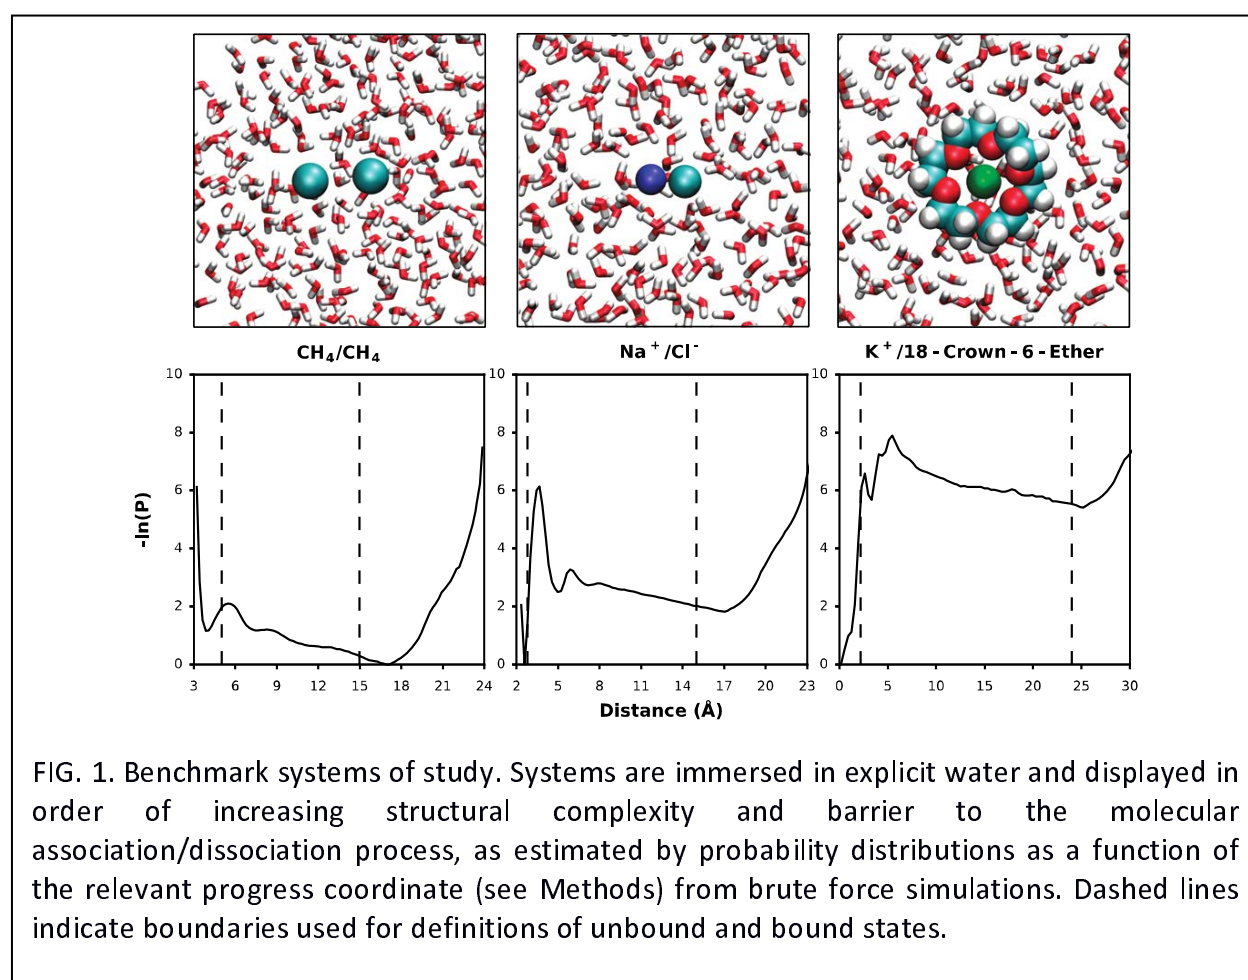 CH₄/CH₄
Na⁺/Cl⁻
K⁺/18 - Crown - 6 - Ether
10
8
6
4
2
0
3 6 9 12 15 18 21 24
10
8
6
4
2
0
2 5 8 11 14 17 20 23
10
8
6
4
2
0
0 5 10 15 20 25 30
-ln(P)
Distance (Å)
FIG. 1. Benchmark systems of study. Systems are immersed in explicit water and displayed in
order of increasing structural complexity and barrier to the molecular
association/dissociation process, as estimated by probability distributions as a function of
the relevant progress coordinate (see Methods) from brute force simulations. Dashed lines
indicate boundaries used for definitions of unbound and bound states.